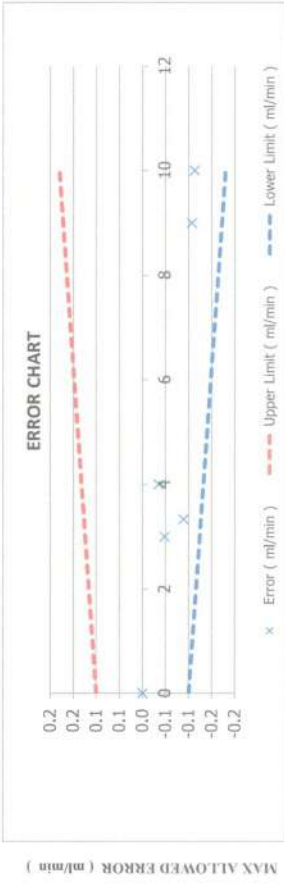 ERROR CHART
MAX ALLOWED ERROR ( ml/min )
0.2
0.2
0.1
0.1
0.0
-0.1
-0.1
-0.2
-0.2
0 2 4 6 8 10 12
Error ( ml/min ) Upper Limit ( ml/min ) Lower Limit ( ml/min )